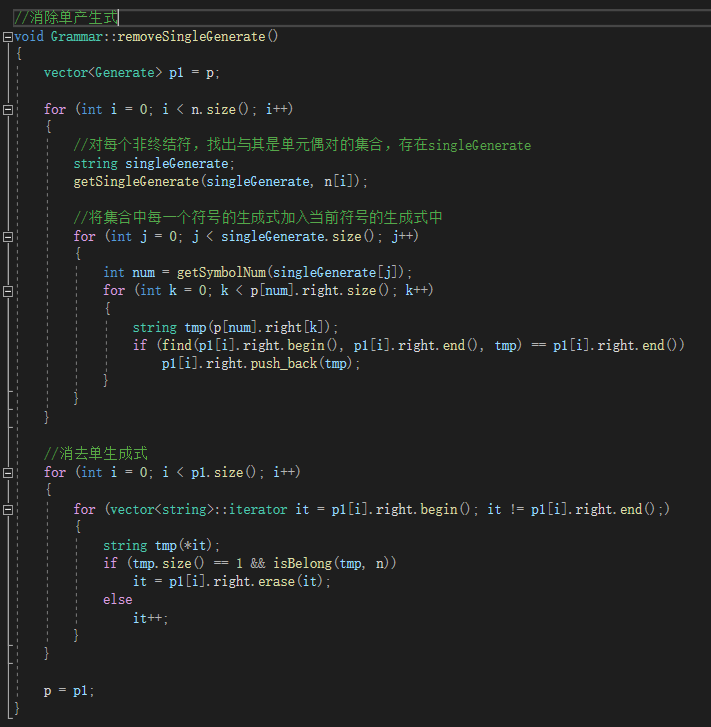 //消除单产生式
void Grammar::removeSingleGenerate()
{
    vector<Generate> p1 = p;

    for (int i = 0; i < n.size(); i++)
    {
        //对每个非终结符，找出与其是单元偶对的集合，存在singleGenerate
        string singleGenerate;
        getSingleGenerate(singleGenerate, n[i]);

        //将集合中每一个符号的生成式加入当前符号的生成式中
        for (int j = 0; j < singleGenerate.size(); j++)
        {
            int num = getSymbolNum(singleGenerate[j]);
            for (int k = 0; k < p[num].right.size(); k++)
            {
                string tmp(p[num].right[k]);
                if (find(p1[i].right.begin(), p1[i].right.end(), tmp) == p1[i].right.end())
                    p1[i].right.push_back(tmp);
            }
        }
    }

    //消去单生成式
    for (int i = 0; i < p1.size(); i++)
    {
        for (vector<string>::iterator it = p1[i].right.begin(); it != p1[i].right.end();)
        {
            string tmp(*it);
            if (tmp.size() == 1 && isBelong(tmp, n))
                it = p1[i].right.erase(it);
            else
                it++;
        }
    }

    p = p1;
}